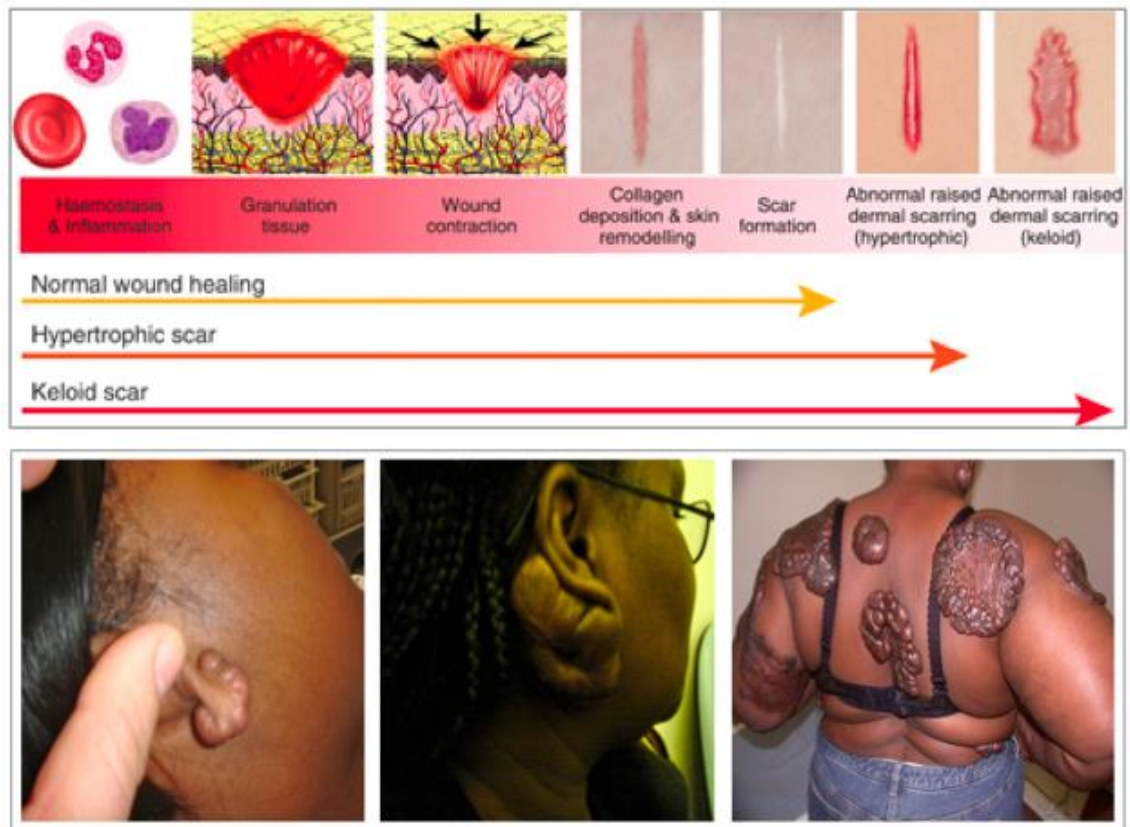 Haemostasis
& Inflammation
Granulation
tissue
Wound
contraction
Collagen
deposition & skin
remodelling
Scar
formation
Abnormal raised
dermal scarring
(hypertrophic)
Abnormal raised
dermal scarring
(keloid)
Normal wound healing
Hypertrophic scar
Keloid scar